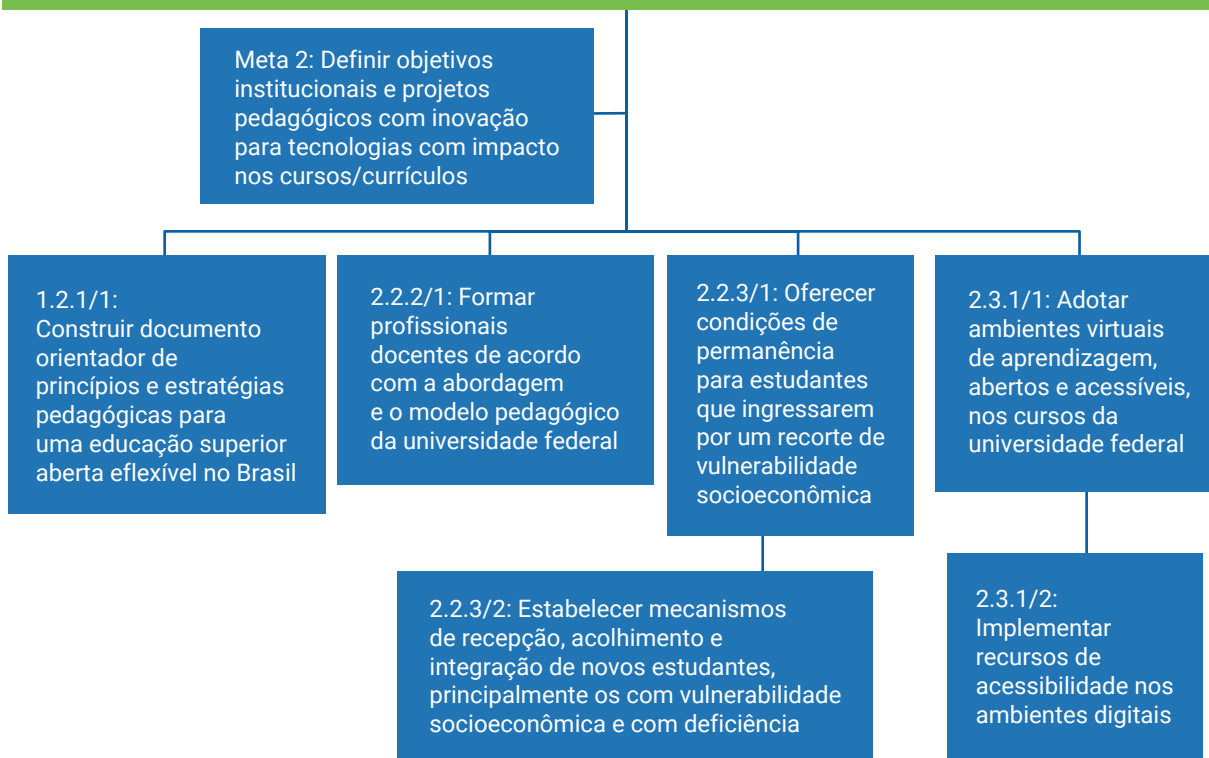 Meta 2: Definir objetivos
institucionais e projetos
pedagógicos com inovação
para tecnologias com impacto
nos cursos/currículos
1.2.1/1:
Construir documento
orientador de
princípios e estratégias
pedagógicas para
uma educação superior
aberta eflexível no Brasil
2.2.2/1: Formar
profissionais
docentes de acordo
com a abordagem
e o modelo pedagógico
da universidade federal
2.2.3/1: Oferecer
condições de
permanência
para estudantes
que ingressarem
por um recorte de
vulnerabilidade
socioeconômica
2.3.1/1: Adotar
ambientes virtuais
de aprendizagem,
abertos e acessíveis,
nos cursos da
universidade federal
2.2.3/2: Estabelecer mecanismos
de recepção, acolhimento e
integração de novos estudantes,
principalmente os com vulnerabilidade
socioeconômica e com deficiência
2.3.1/2:
Implementar
recursos de
acessibilidade nos
ambientes digitais